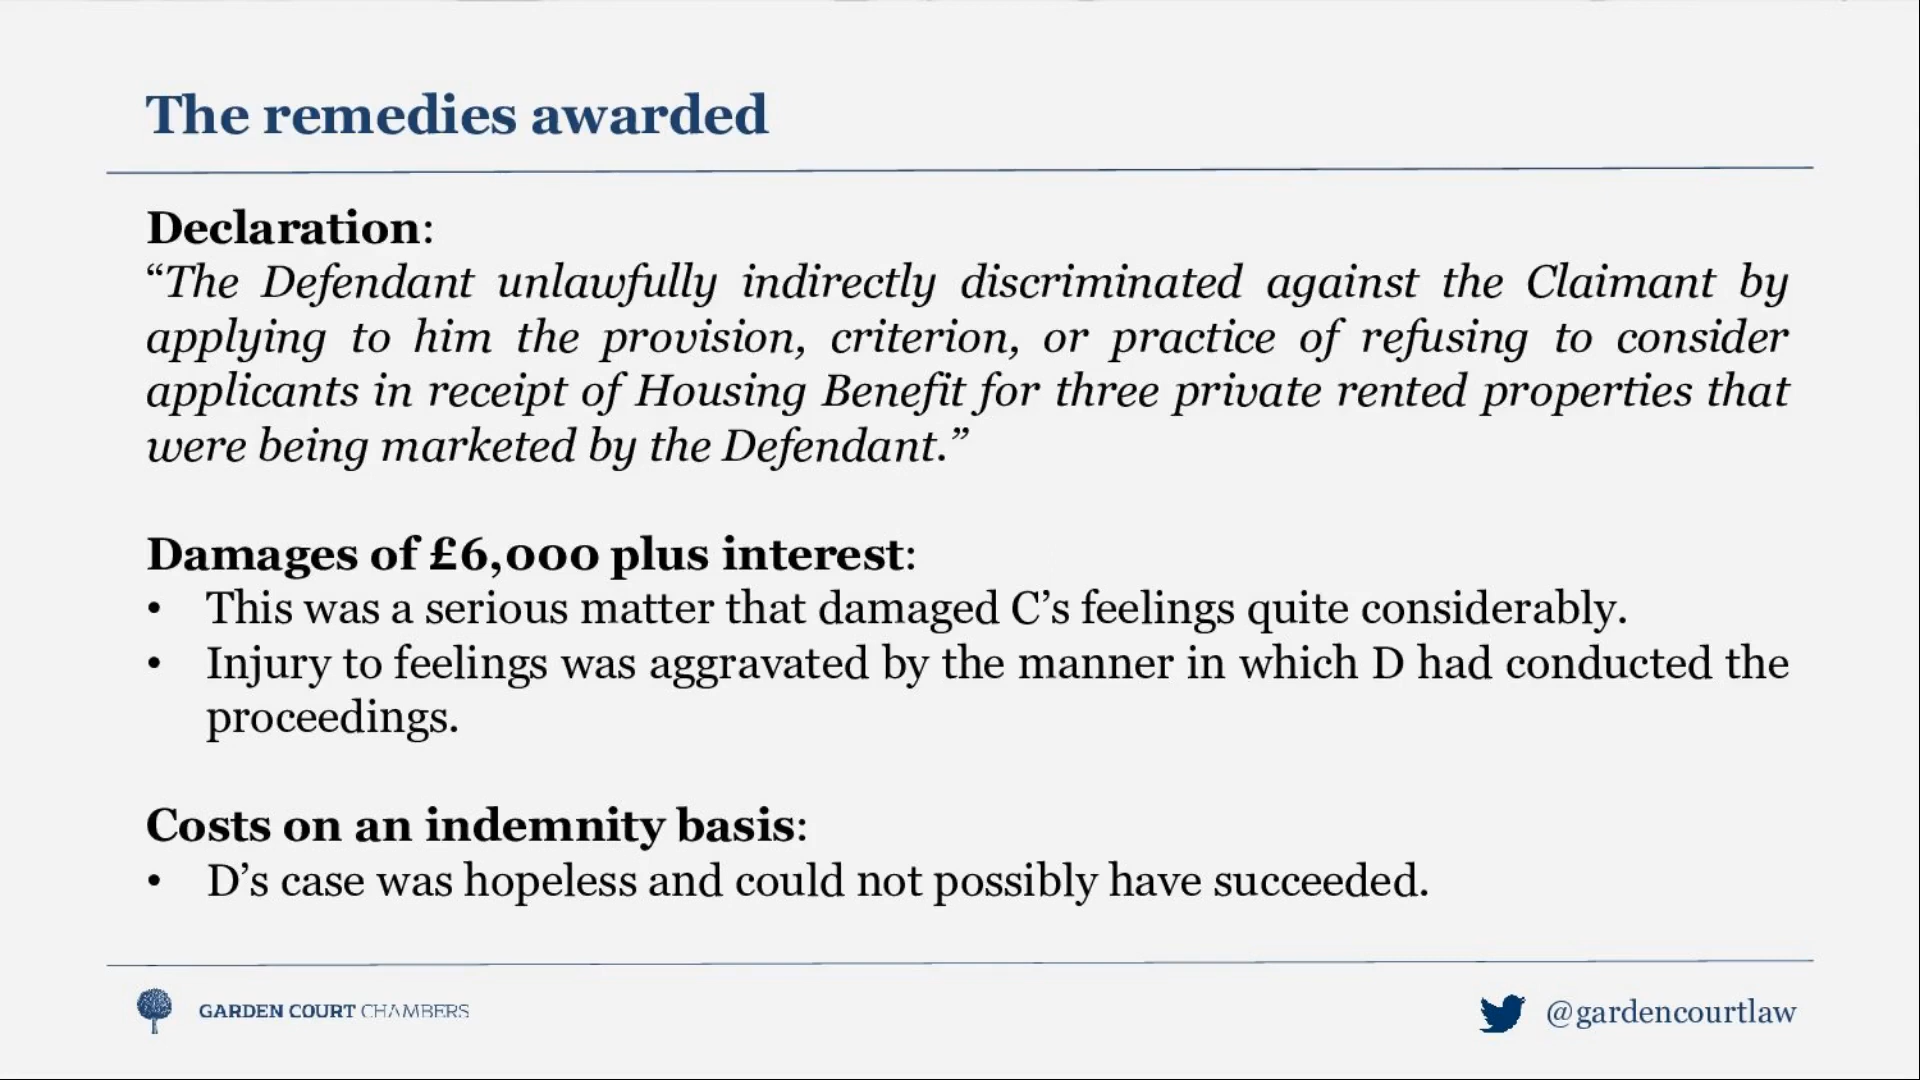 The remedies awarded
Declaration:
“The Defendant unlawfully indirectly discriminated against the Claimant by
applying to him the provision, criterion, or practice of refusing to consider
applicants in receipt of Housing Benefit for three private rented properties that
were being marketed by the Defendant.”
Damages of £6,000 plus interest:
• This was a serious matter that damaged C’s feelings quite considerably.
• Injury to feelings was aggravated by the manner in which D had conducted the
proceedings.
Costs on an indemnity basis:
• D’s case was hopeless and could not possibly have succeeded.
GARDEN COURT CHAMBERS
@gardencourtlaw